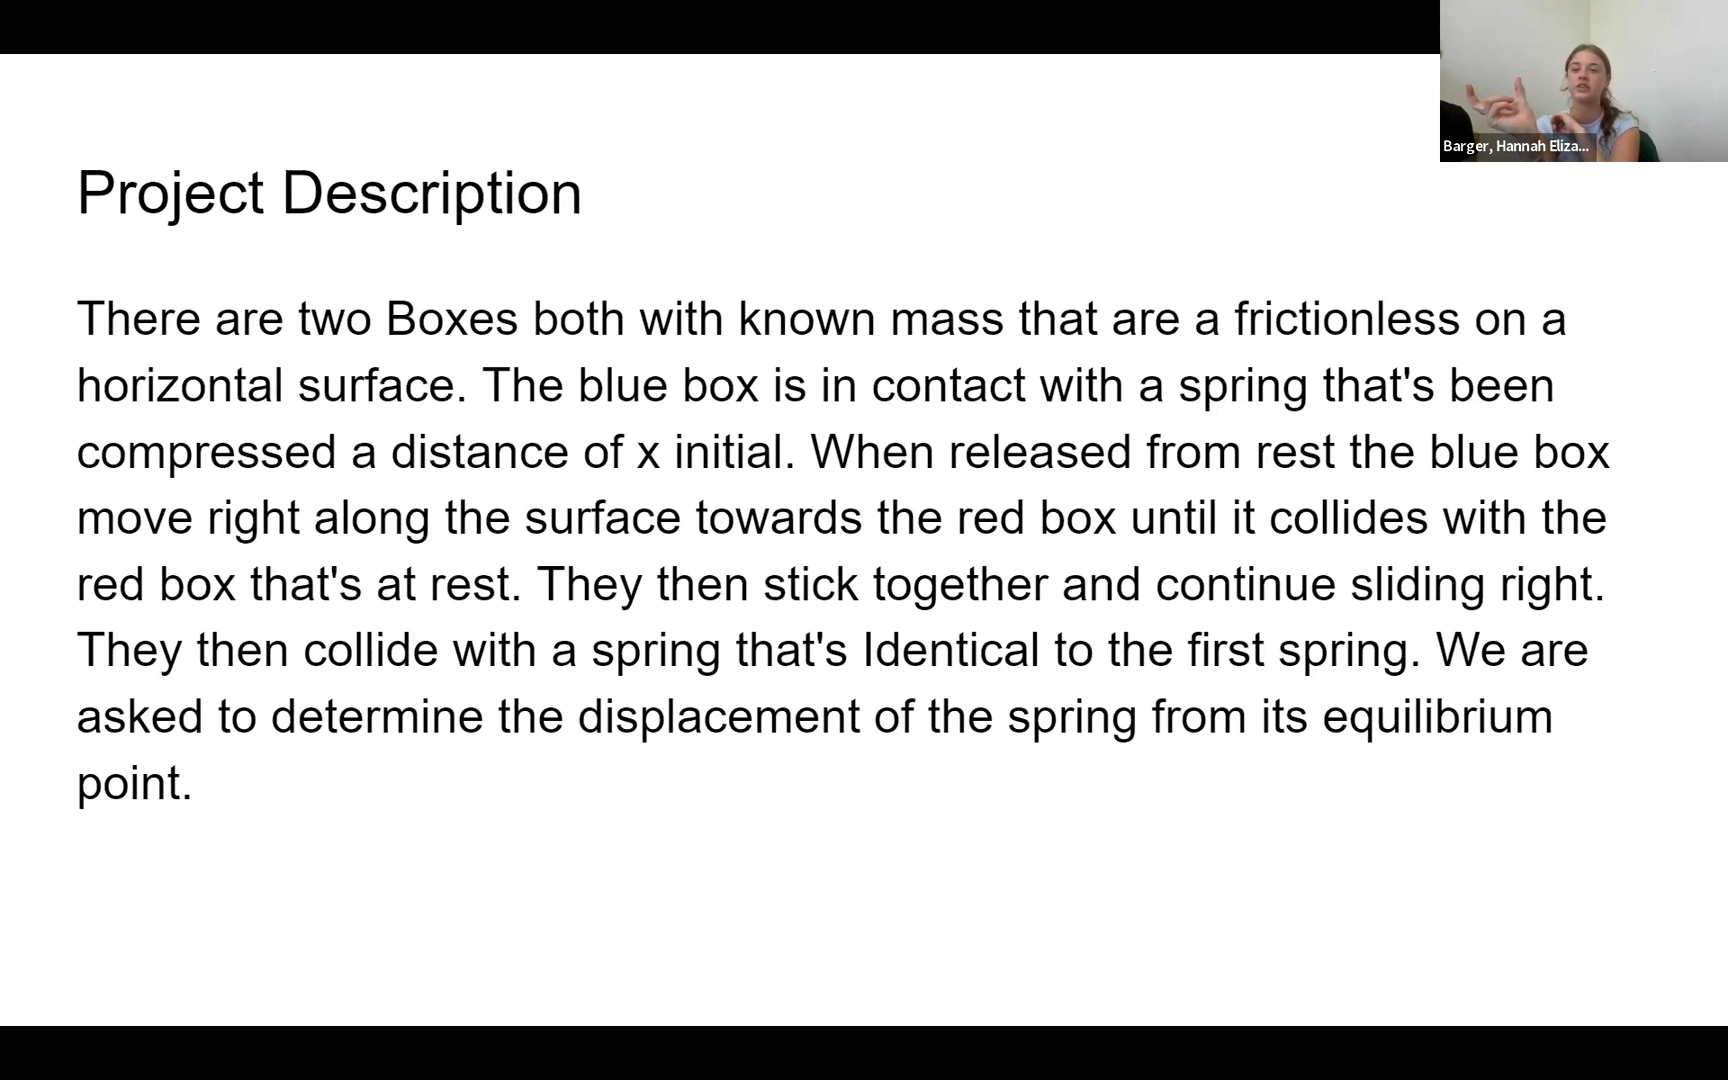 Barger, Hannah Eliza...
Project Description
There are two Boxes both with known mass that are a frictionless on a
horizontal surface. The blue box is in contact with a spring that's been
compressed a distance of x initial. When released from rest the blue box
move right along the surface towards the red box until it collides with the
red box that's at rest. They then stick together and continue sliding right.
They then collide with a spring that's Identical to the first spring. We are
asked to determine the displacement of the spring from its equilibrium
point.